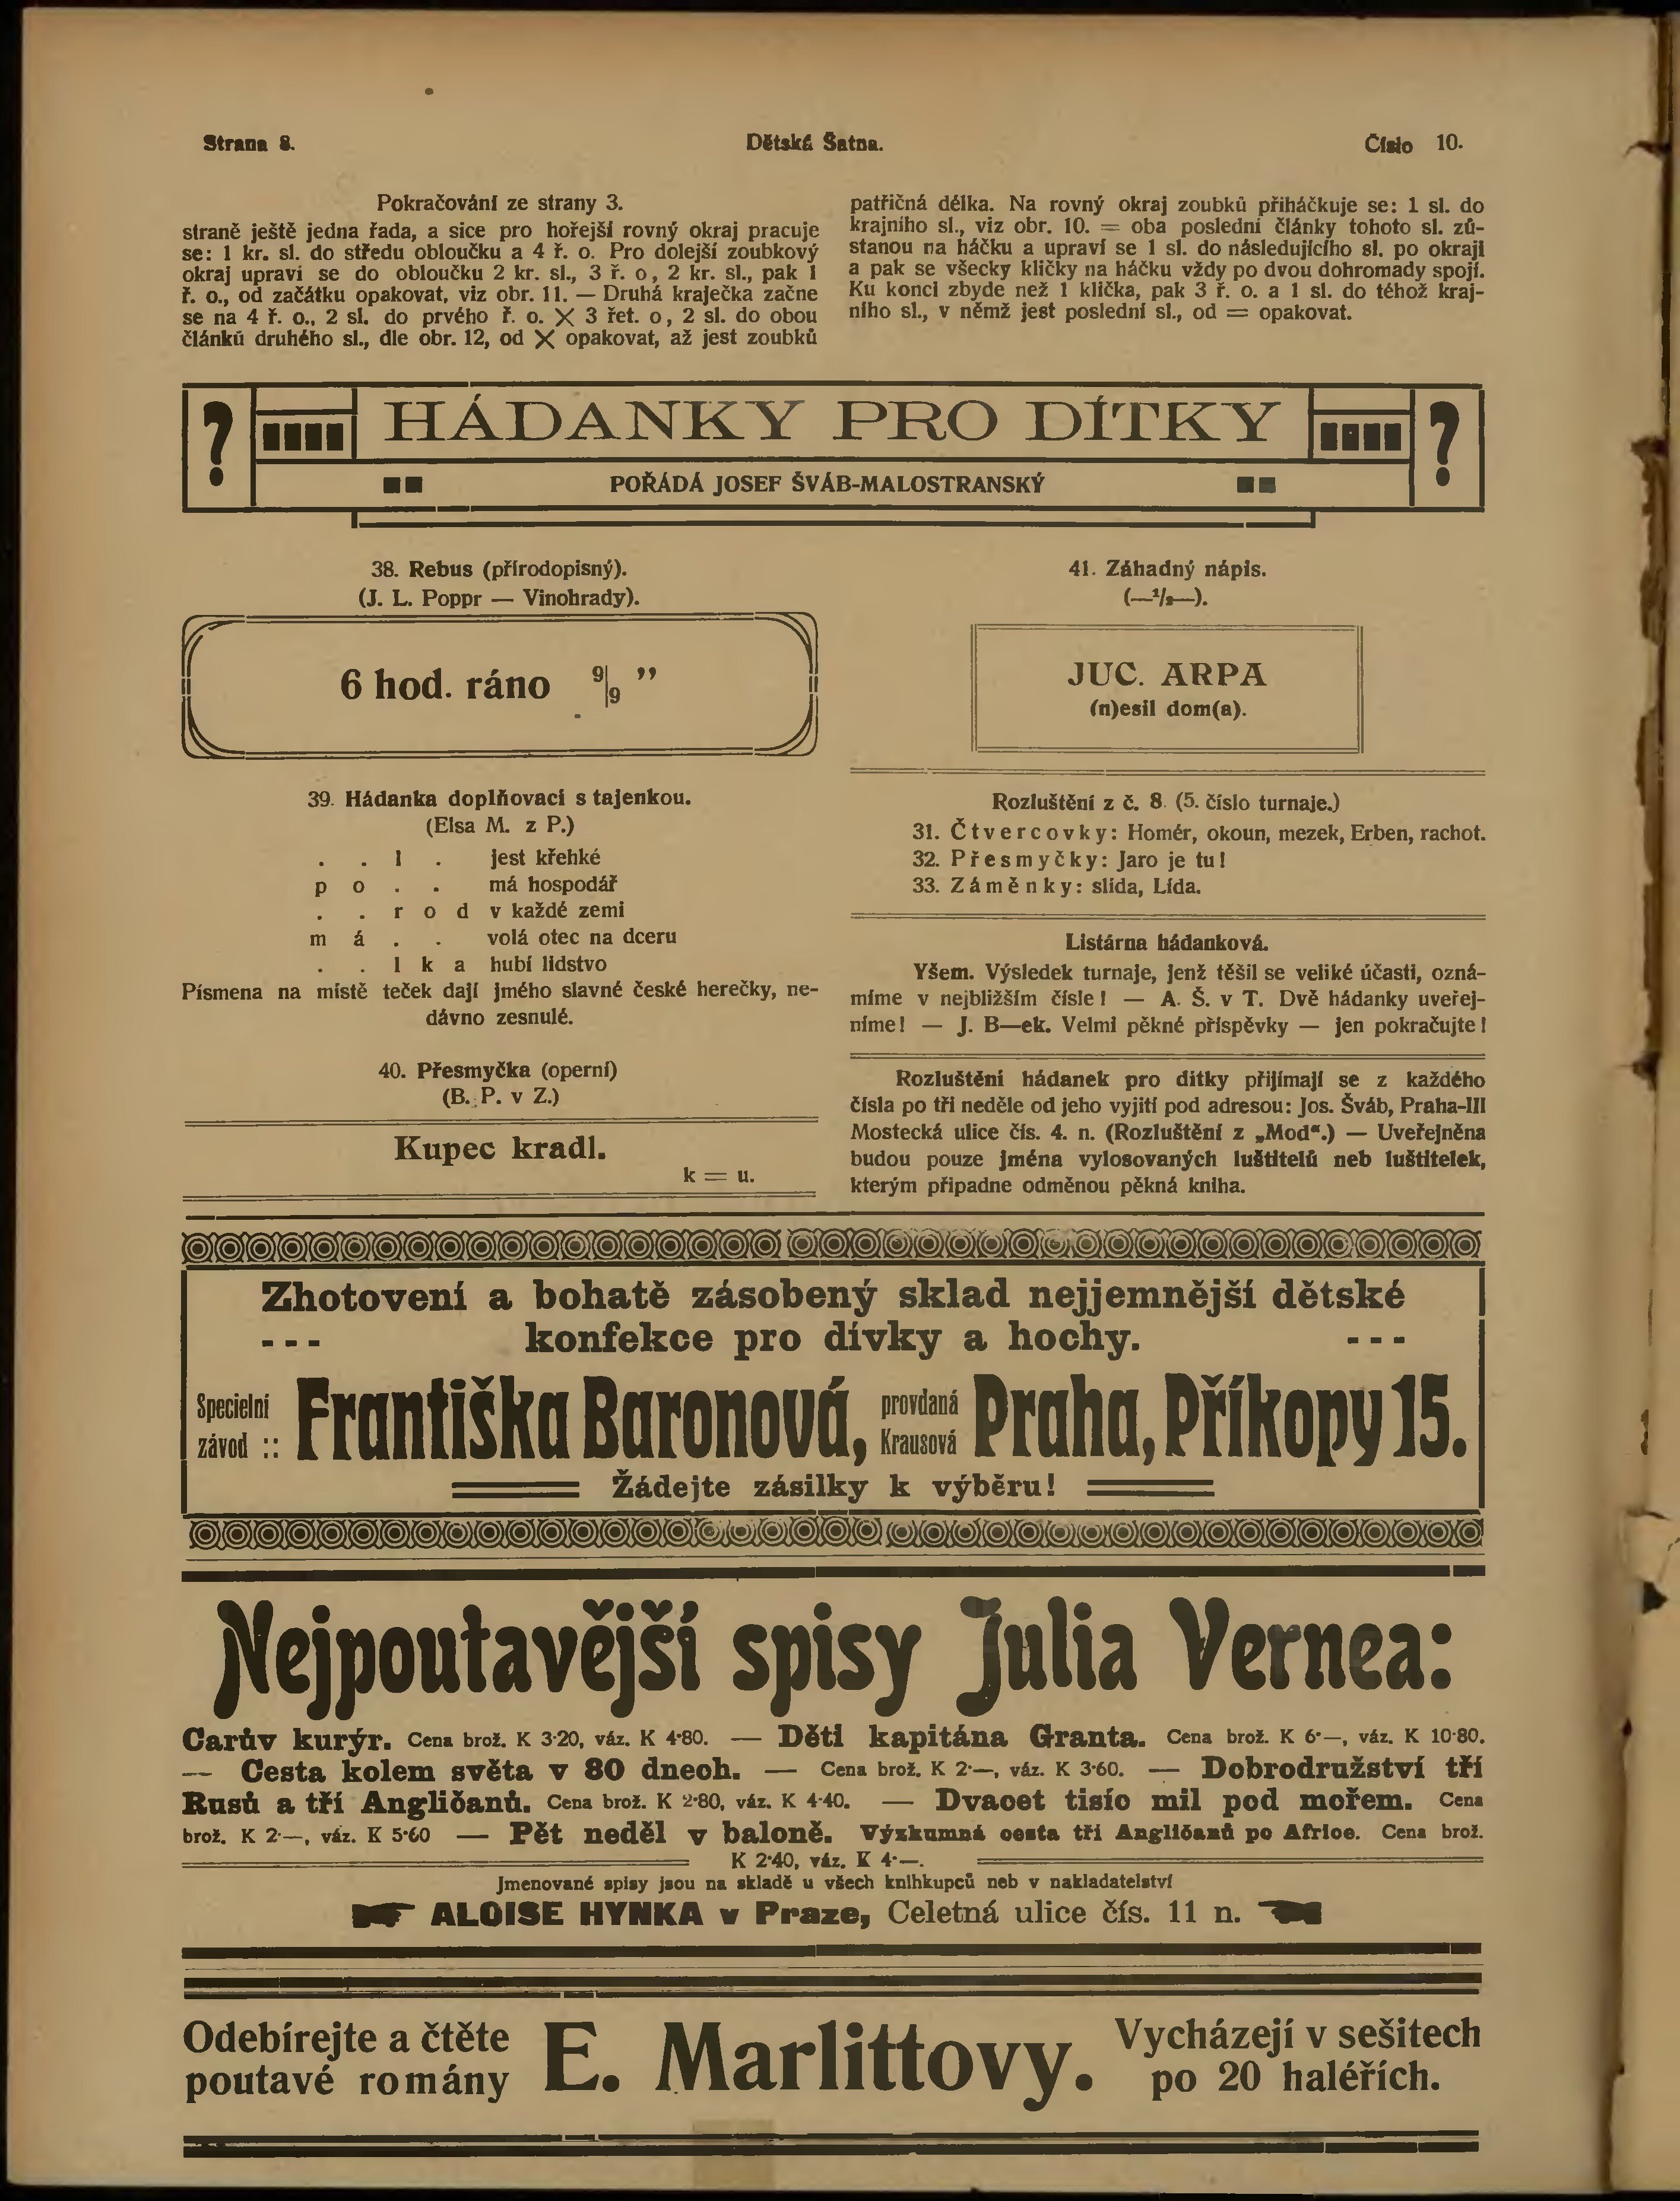 Strana 8.
Dětská Šatna.
Číslo 10.
Pokračování ze strany 3.
straně ještě jedna řada, a sice pro hořejší rovný okraj pracuje
se: 1 kr. sl. do středu obloučku a 4 ř. o. Pro dolejší zoubkový
okraj upraví se do obloučku 2 kr. sl., 3 ř. o, 2 kr. sl., pak 1
ř. o., od začátku opakovat, viz obr. 11. — Druhá kraječka začne
se na 4 ř. o., 2 sl. do prvého ř. o. X 3 řet. o, 2 sl. do obou
článků druhého sl., dle obr. 12, od X opakovat, až jest zoubků
patřičná délka. Na rovný okraj zoubků přiháčkuje se: 1 sl. do
krajního sl., viz obr. 10. = oba poslední články tohoto sl. zů-
stanou na háčku a upraví se 1 sl. do následujícího sl. po okraji
a pak se všecky kličky na háčku vždy po dvou dohromady spojí.
Ku konci zbyde než 1 klička, pak 3 ř. o. a 1 sl. do téhož kraj-
ního sl., v němž jest poslední sl., od = opakovat.
? HÁDANKY PRO DÍTKY ?
POŘÁDÁ JOSEF ŠVÁB-MALOSTRANSKÝ
38. Rebus (přírodopisný).
(J. L. Poppr — Vinohrady).
6 hod. ráno 9/9 ”
39. Hádanka doplňovací s tajenkou.
(Elsa M. z P.)
. . l . jest křehké
p o . . má hospodář
. . r o d v každé zemi
m á . . volá otec na dceru
. . l k a hubí lidstvo
Písmena na místě teček dají jmého slavné české herečky, ne-
dávno zesnulé.
40. Přesmyčka (operní)
(B. P. v Z.)
Kupec kradl.
k = u.
41. Záhadný nápis.
(—¹/₂—).
JUC. ARPA
(n)esil dom(a).
Rozluštění z č. 8 (5. číslo turnaje.)
31. Čtvercovky: Homér, okoun, mezek, Erben, rachot.
32. Přesmyčky: Jaro je tu!
33. Záměnky: slída, Lída.
Listárna hádanková.
Všem. Výsledek turnaje, jenž těšil se veliké účasti, ozná-
míme v nejbližším čísle! — A. Š. v T. Dvě hádanky uveřej-
níme! — J. B—ek. Velmi pěkné příspěvky — jen pokračujte!
Rozluštění hádanek pro dítky přijímají se z každého
čísla po tři neděle od jeho vyjití pod adresou: Jos. Šváb, Praha-III
Mostecká ulice čís. 4. n. (Rozluštění z „Mod“.) — Uveřejněna
budou pouze jména vylosovaných luštitelů neb luštitelek,
kterým připadne odměnou pěkná kniha.
Zhotovení a bohatě zásobený sklad nejjemnější dětské
--- konfekce pro dívky a hochy. ---
Specielní závod :: Františka Baronová, provdaná Krausová Praha, Příkopy 15.
Žádejte zásilky k výběru!
Nejpoutavější spisy Julia Vernea:
Carův kurýr. Cena brož. K 3·20, váz. K 4·80. — Děti kapitána Granta. Cena brož. K 6·—, váz. K 10·80.
— Cesta kolem světa v 80 dnech. — Cena brož. K 2·—, váz. K 3·60. — Dobrodružství tří
Rusů a tří Angličanů. Cena brož. K 2·80, váz. K 4·40. — Dvacet tisíc mil pod mořem. Cena
brož. K 2·—, váz. K 5·60 — Pět neděl v baloně. Výzkumná cesta tří Angličanů po Africe. Cena brož.
K 2·40, váz. K 4·—.
Jmenované spisy jsou na skladě u všech knihkupců neb v nakladatelství
ALOISE HYNKA v Praze, Celetná ulice čís. 11 n.
Odebírejte a čtěte
poutavé romány
E. Marlittovy.
Vycházejí v sešitech
po 20 haléřích.